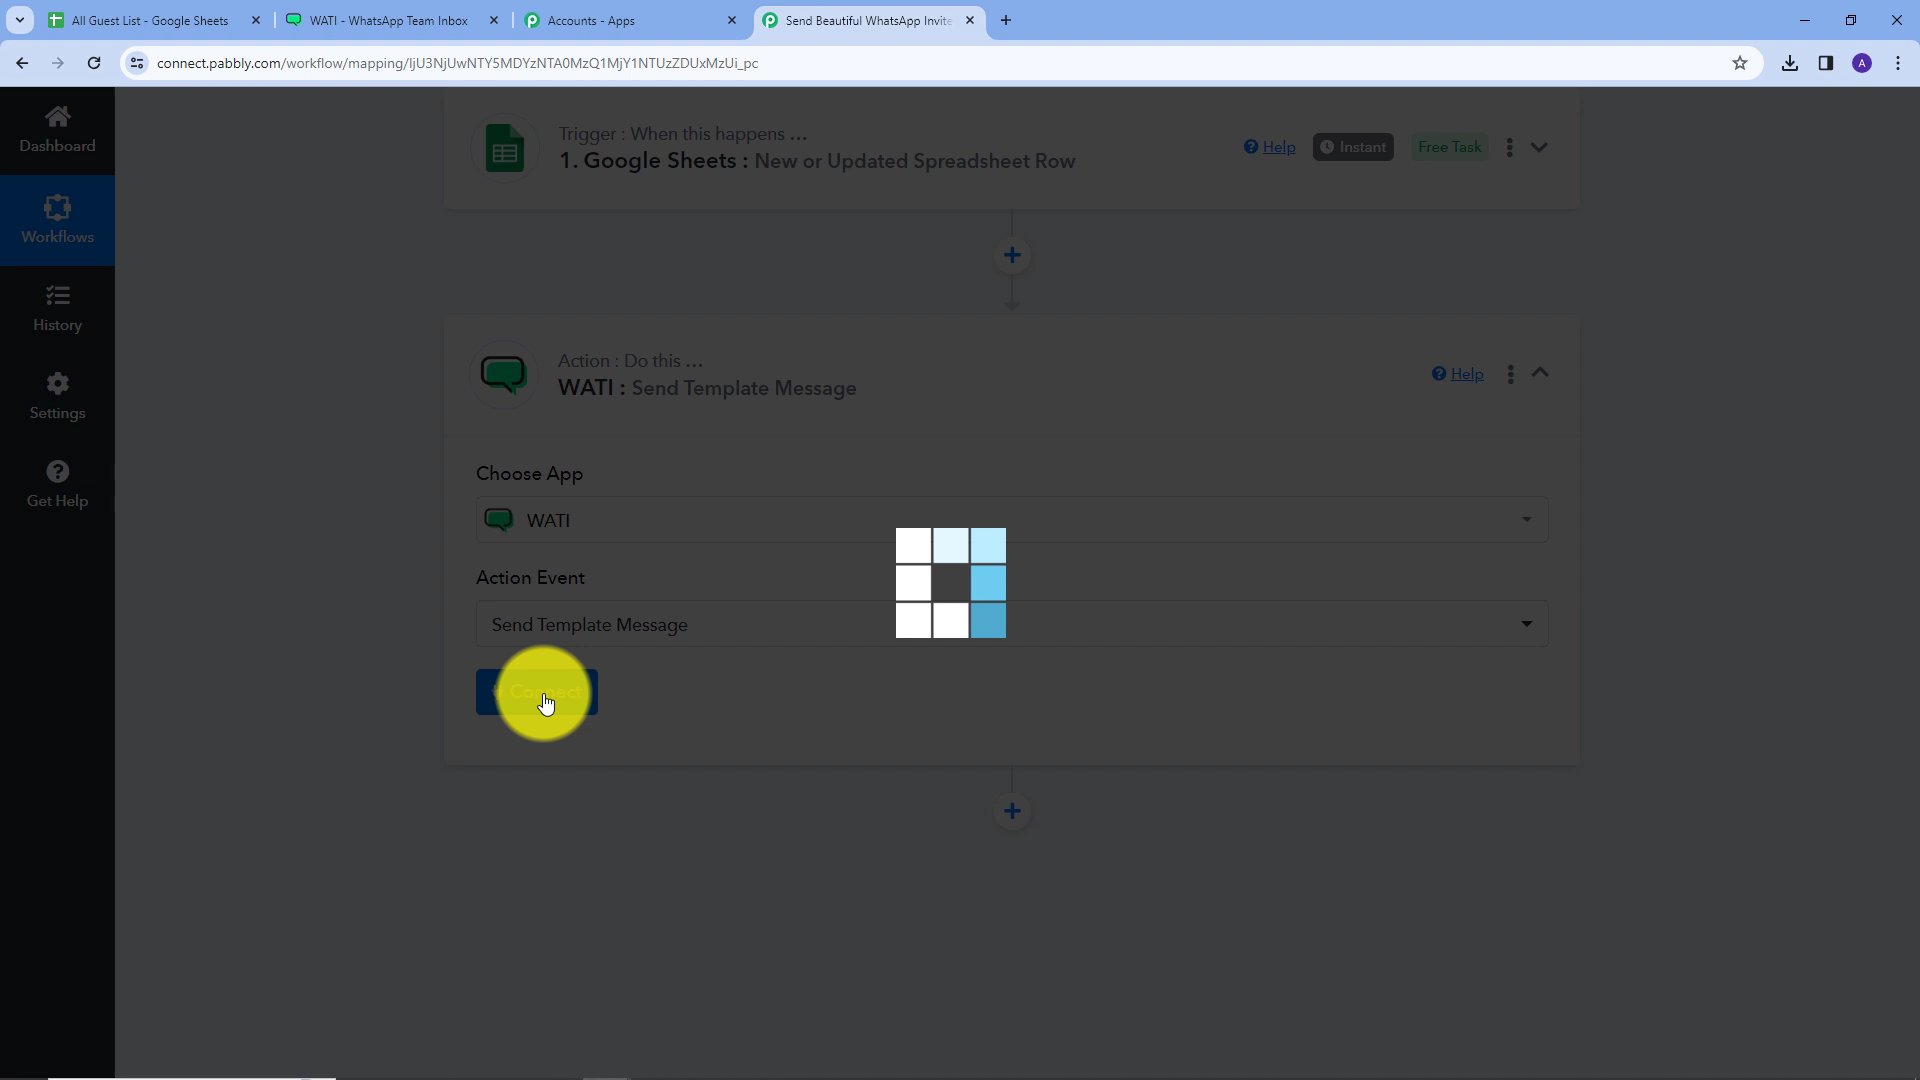 All Guest List - Google Sheets
WATI - WhatsApp Team Inbox
Accounts - Apps
Send Beautiful WhatsApp Invite
connect.pabbly.com/workflow/mapping/IjU3NjUwNTY5MDYzNTA0MzQ1MjY1NTUzZDUxMzUi_pc
A
Dashboard
Workflows
History
Settings
Get Help
Trigger : When this happens ...
1. Google Sheets : New or Updated Spreadsheet Row
Help
Instant
Free Task
Action : Do this ...
WATI : Send Template Message
Help
Choose App
WATI
Action Event
Send Template Message
Connect